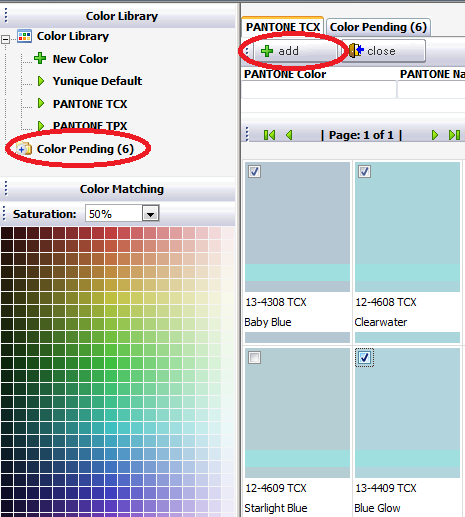 Color Library
Color Library
New Color
Yunique Default
PANTONE TCX
PANTONE TPX
Color Pending (6)
Color Matching
Saturation: 50%
PANTONE TCX Color Pending (6)
add close
PANTONE Color PANTONE Na
| Page: 1 of 1 |
13-4308 TCX 12-4608 TCX
Baby Blue Clearwater
12-4609 TCX 13-4409 TCX
Starlight Blue Blue Glow